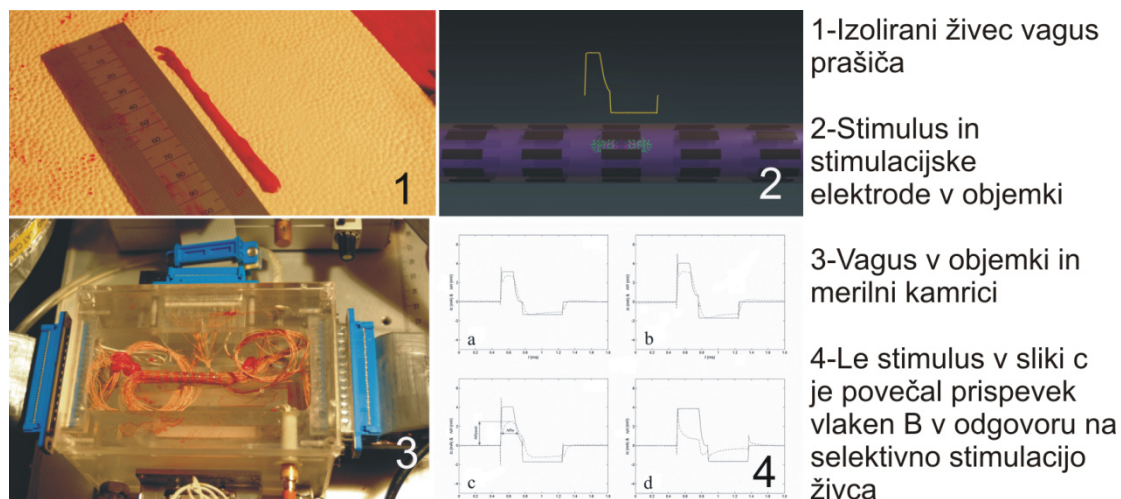 1-Izolirani živec vagus
prašiča
2-Stimulus in
stimulacijske
elektrode v objemki
3-Vagus v objemki in
merilni kamrici
4-Le stimulus v sliki c
je povečal prispevek
vlaken B v odgovoru na
selektivno stimulacijo
živca
1
2
3
a
b
c
d
4